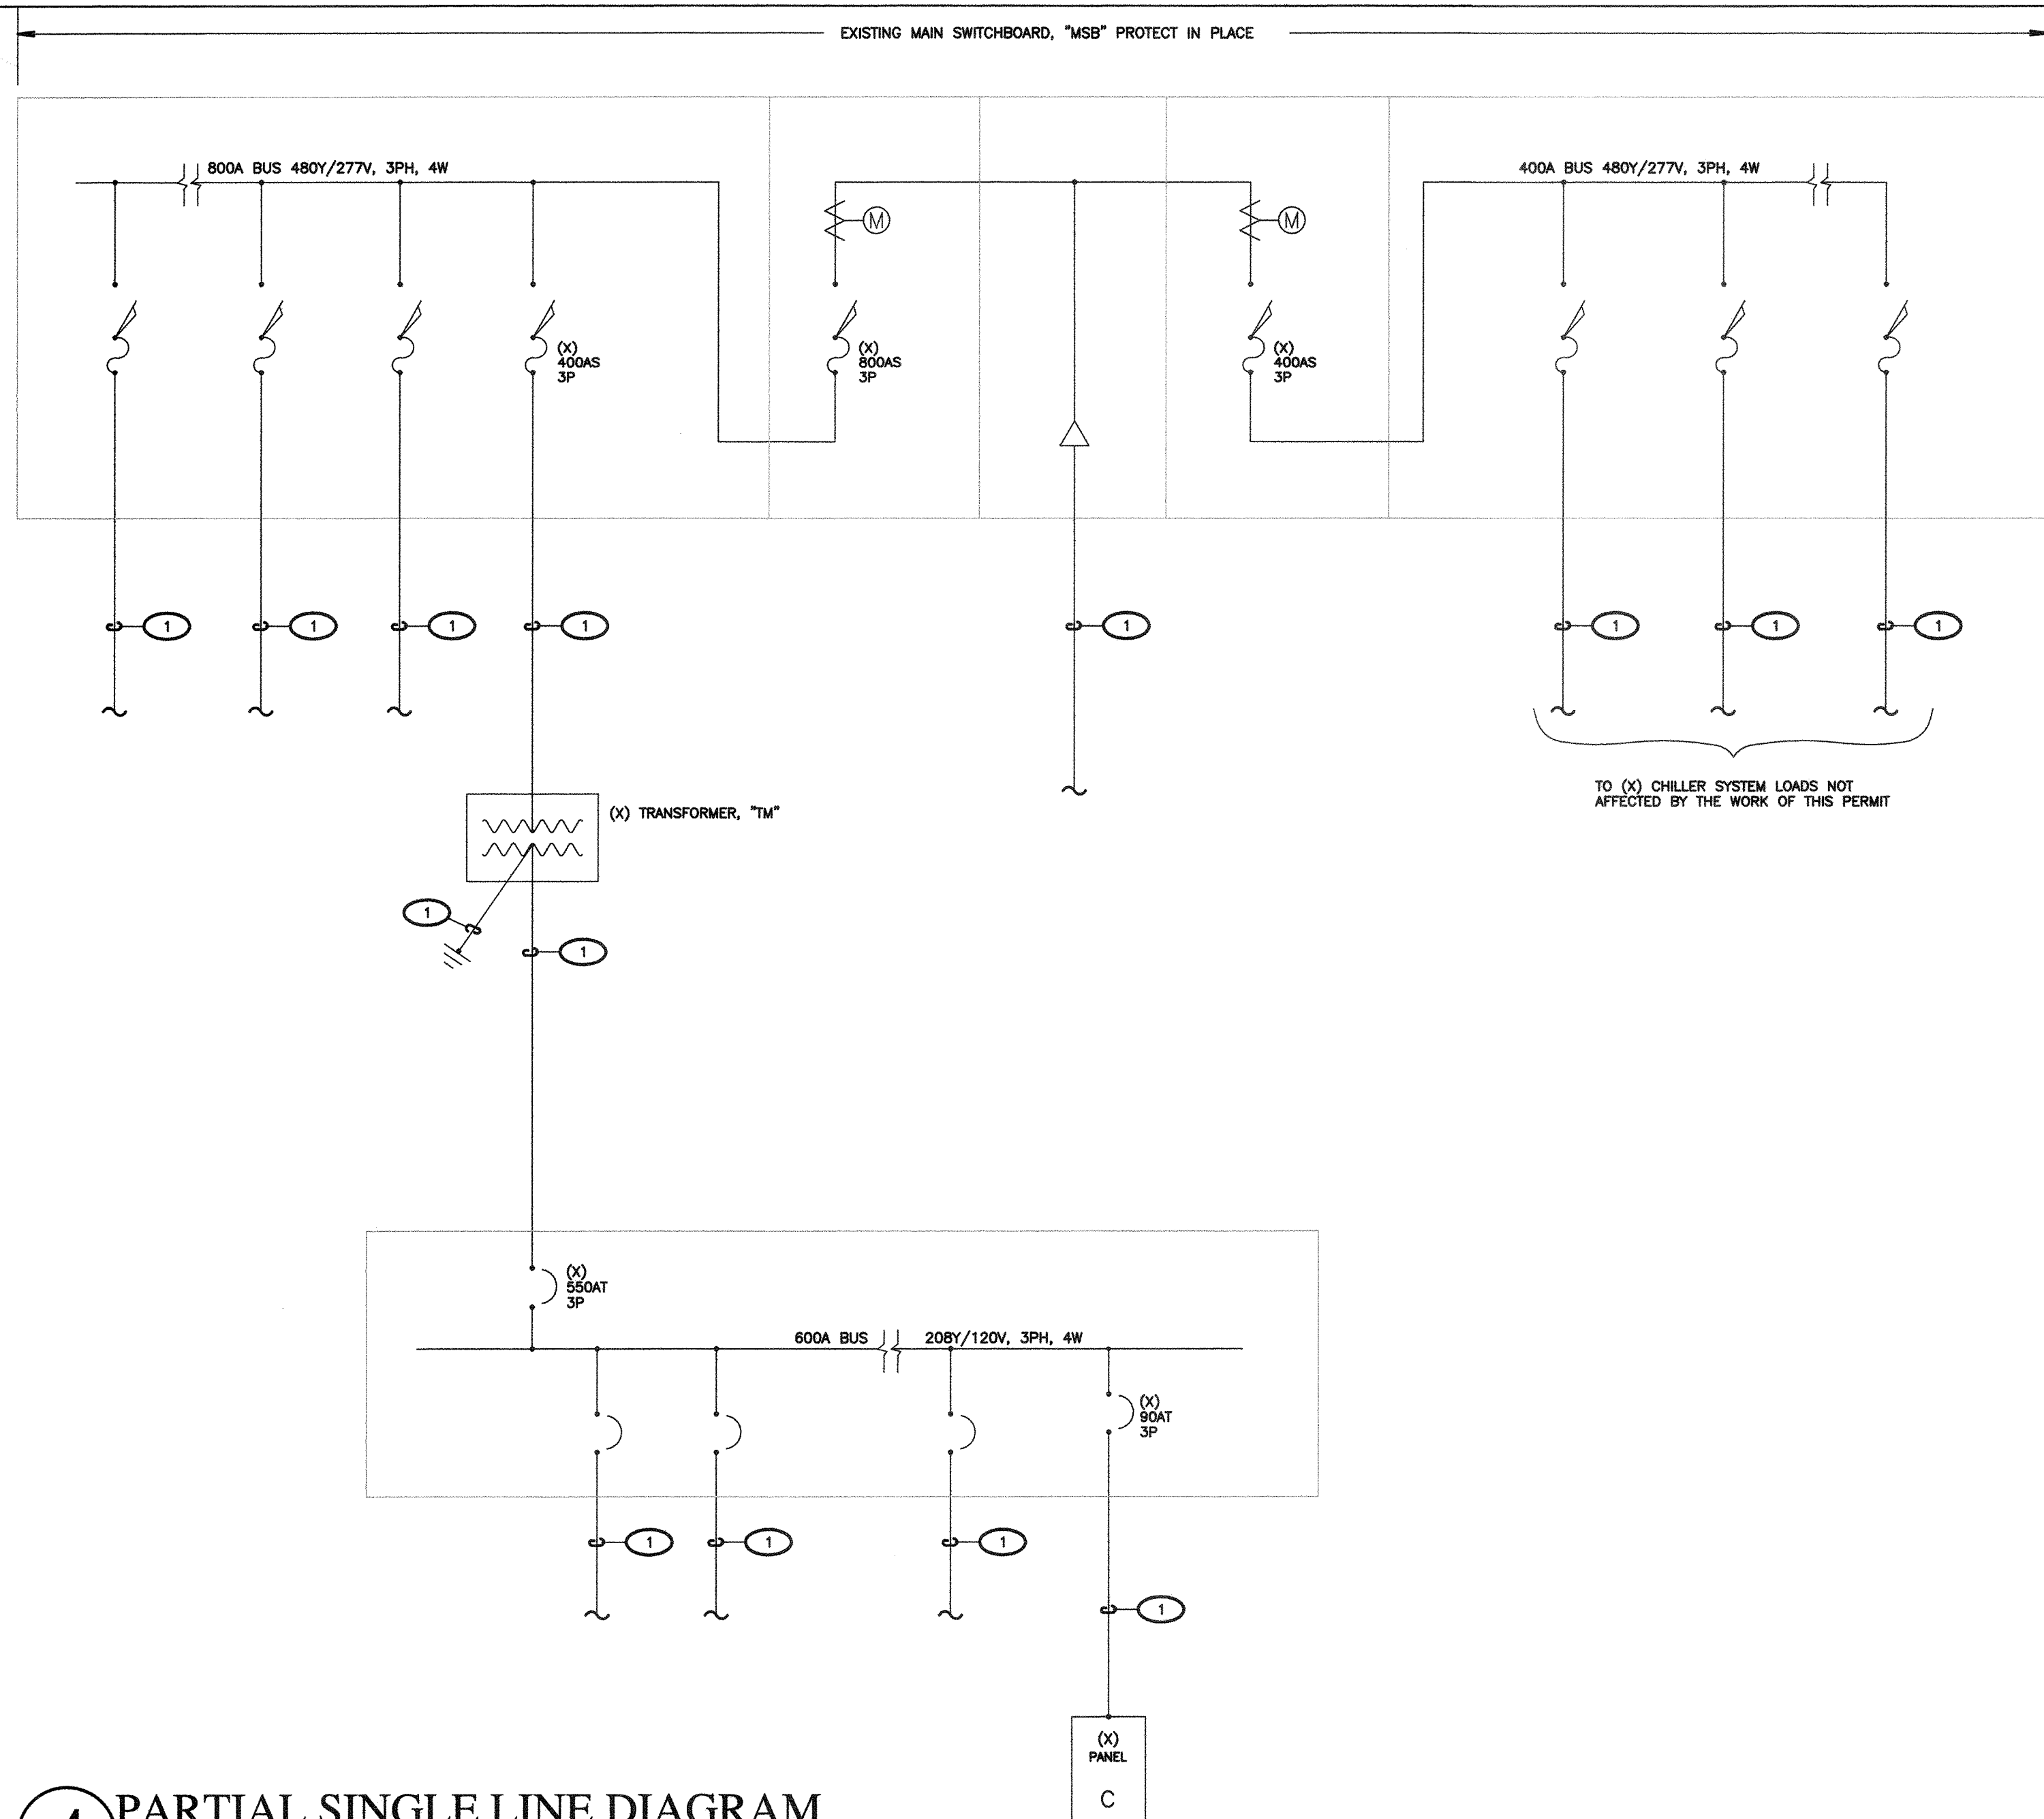 EXISTING MAIN SWITCHBOARD, "MSB" PROTECT IN PLACE
800A BUS 480Y/277V, 3PH, 4W
400A BUS 480Y/277V, 3PH, 4W
M
M
(X)
400AS
3P
(X)
800AS
3P
(X)
400AS
3P
1
1
1
1
1
1
1
1
TO (X) CHILLER SYSTEM LOADS NOT
AFFECTED BY THE WORK OF THIS PERMIT
(X) TRANSFORMER, "TM"
1
1
(X)
550AT
3P
600A BUS
208Y/120V, 3PH, 4W
(X)
90AT
3P
1
1
1
1
(X)
PANEL
C
PARTIAL SINGLE LINE DIAGRAM